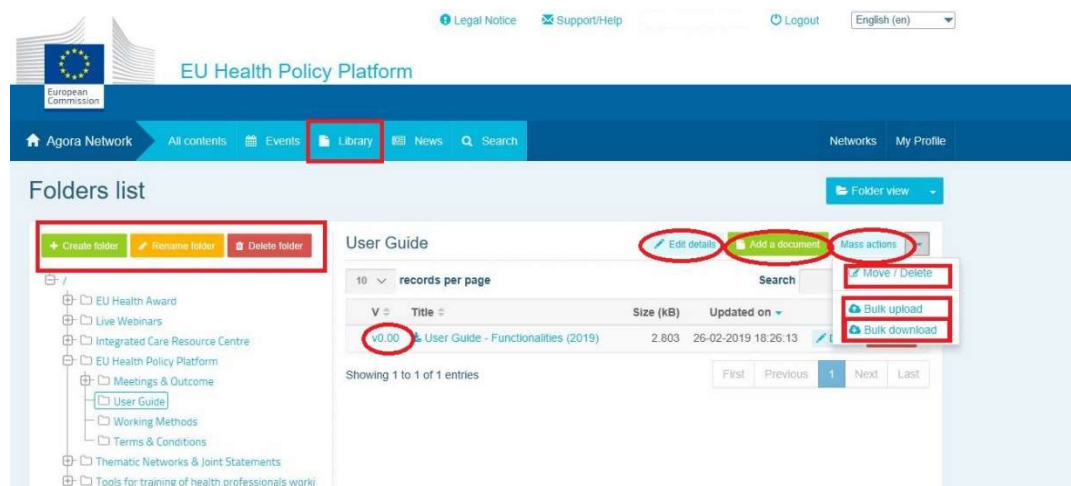 Legal Notice Support/Help Logout English (en)
European
Commission
EU Health Policy Platform
Agora Network All contents Events Library News Search Networks My Profile
Folders list
Folder view
Create folder Rename folder Delete folder
/
EU Health Award
Live Webinars
Integrated Care Resource Centre
EU Health Policy Platform
Meetings & Outcome
User Guide
Working Methods
Terms & Conditions
Thematic Networks & Joint Statements
Tools for training of health professionals worki
User Guide
Edit details Add a document Mass actions
Move / Delete
Bulk upload
Bulk download
10 records per page Search
V Title Size (kB) Updated on
v0.00 User Guide - Functionalities (2019) 2.803 26-02-2019 18:26:13
Showing 1 to 1 of 1 entries
First Previous 1 Next Last